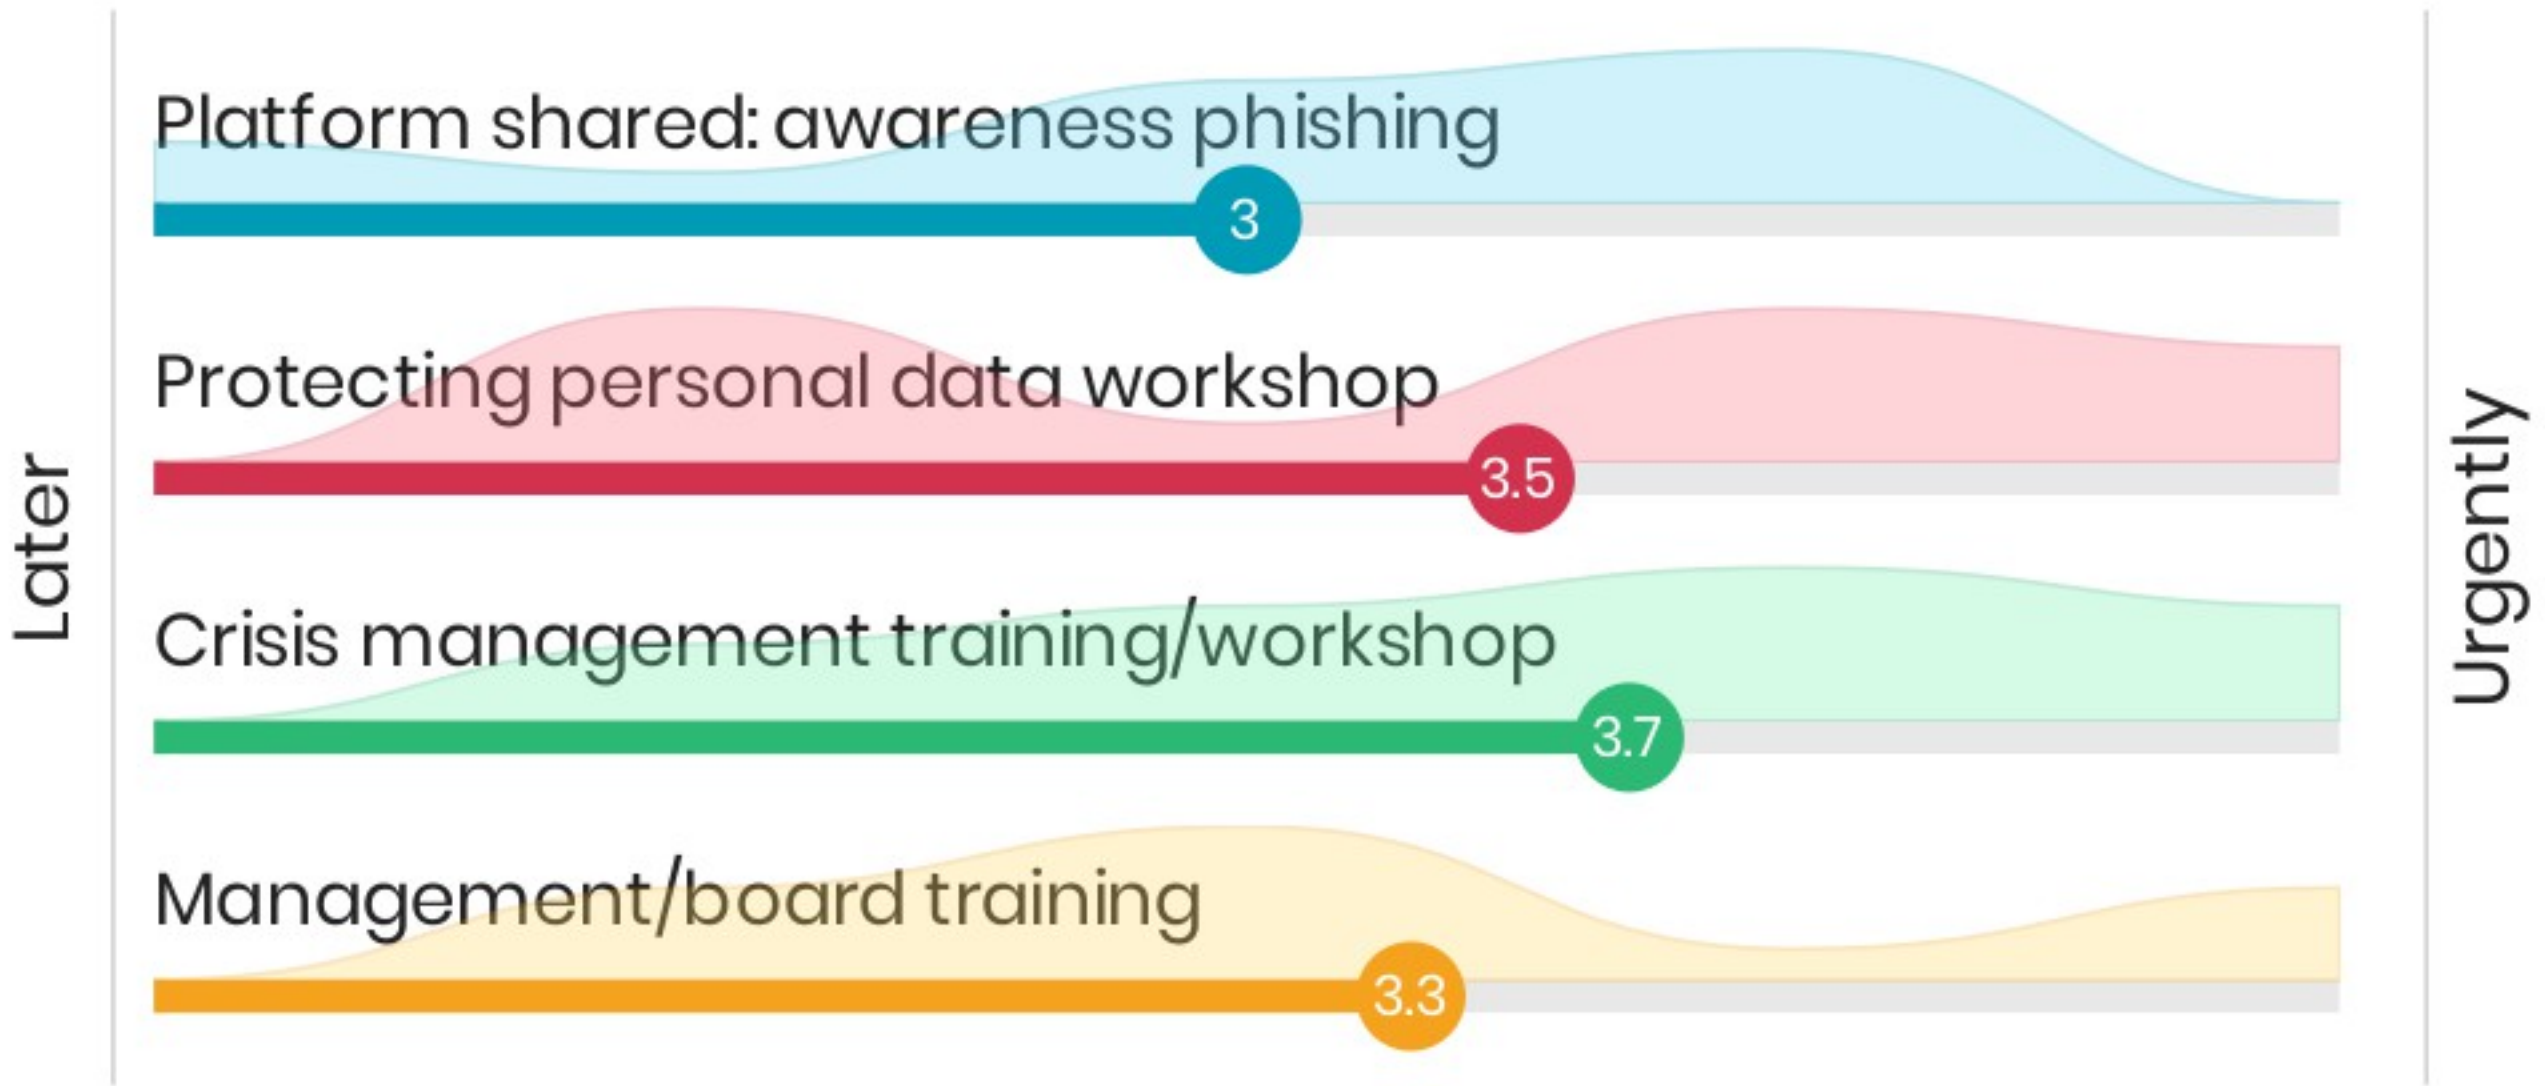 Later
Platform shared: awareness phishing
3
Protecting personal data workshop
3.5
Crisis management training/workshop
3.7
Management/board training
3.3
Urgently